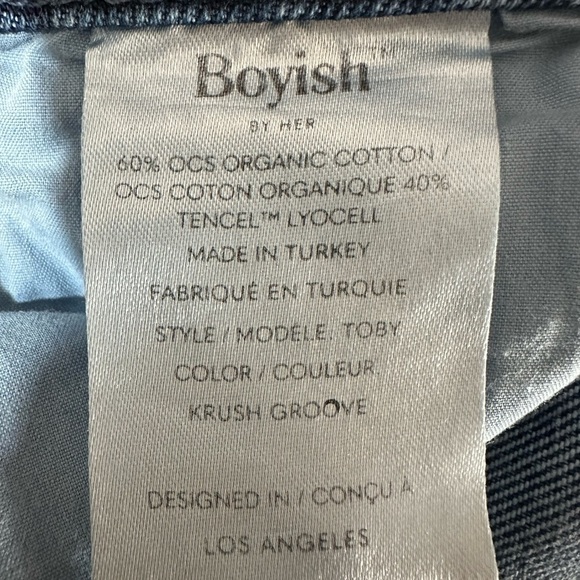 Boyish™
BY HER
60% OCS ORGANIC COTTON /
OCS COTON ORGANIQUE 40%
TENCEL™ LYOCELL
MADE IN TURKEY
FABRIQUÉ EN TURQUIE
STYLE / MODÈLE: TOBY
COLOR / COULEUR:
KRUSH GROOVE
DESIGNED IN / CONÇU À
LOS ANGELES